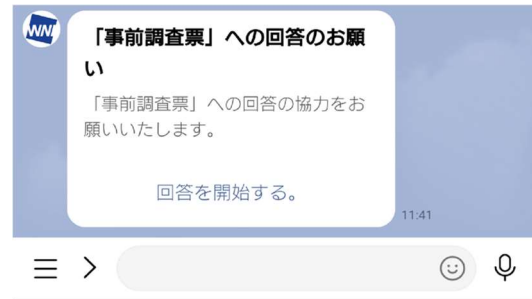 WNI
「事前調査票」への回答のお願
い
「事前調査票」への回答の協力をお
願いいたします。
回答を開始する。
11:41